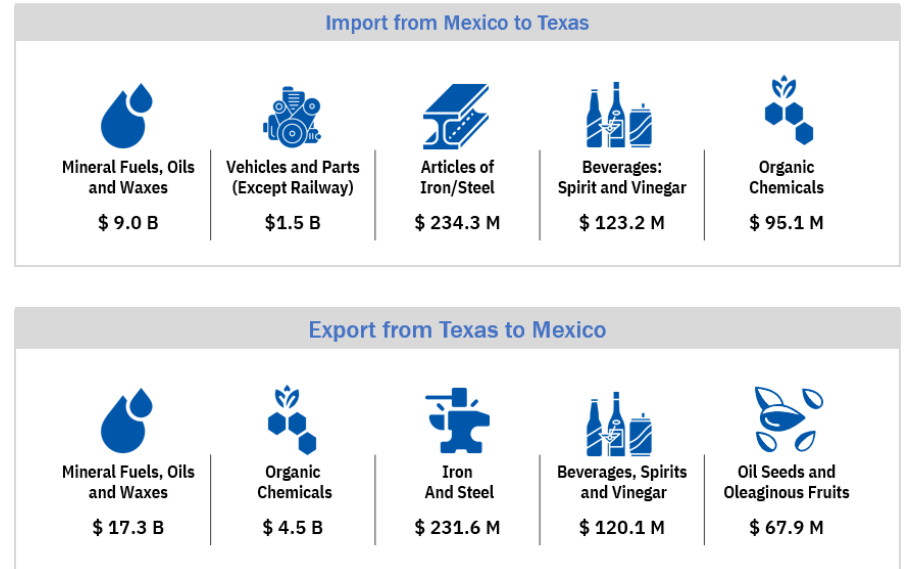 Import from Mexico to Texas
Mineral Fuels, Oils
and Waxes
$ 9.0 B
Vehicles and Parts
(Except Railway)
$1.5 B
Articles of
Iron/Steel
$ 234.3 M
Beverages:
Spirit and Vinegar
$ 123.2 M
Organic
Chemicals
$ 95.1 M
Export from Texas to Mexico
Mineral Fuels, Oils
and Waxes
$ 17.3 B
Organic
Chemicals
$ 4.5 B
Iron
And Steel
$ 231.6 M
Beverages, Spirits
and Vinegar
$ 120.1 M
Oil Seeds and
Oleaginous Fruits
$ 67.9 M